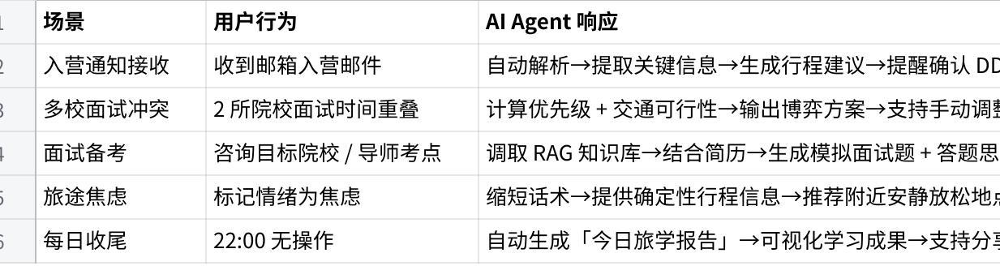 1 场景 用户行为 AI Agent 响应
2 入营通知接收 收到邮箱入营邮件 自动解析→提取关键信息→生成行程建议→提醒确认 DD
3 多校面试冲突 2 所院校面试时间重叠 计算优先级 + 交通可行性→输出博弈方案→支持手动调整
4 面试备考 咨询目标院校 / 导师考点 调取 RAG 知识库→结合简历→生成模拟面试题 + 答题思
5 旅途焦虑 标记情绪为焦虑 缩短话术→提供确定性行程信息→推荐附近安静放松地点
6 每日收尾 22:00 无操作 自动生成「今日旅学报告」→可视化学习成果→支持分享